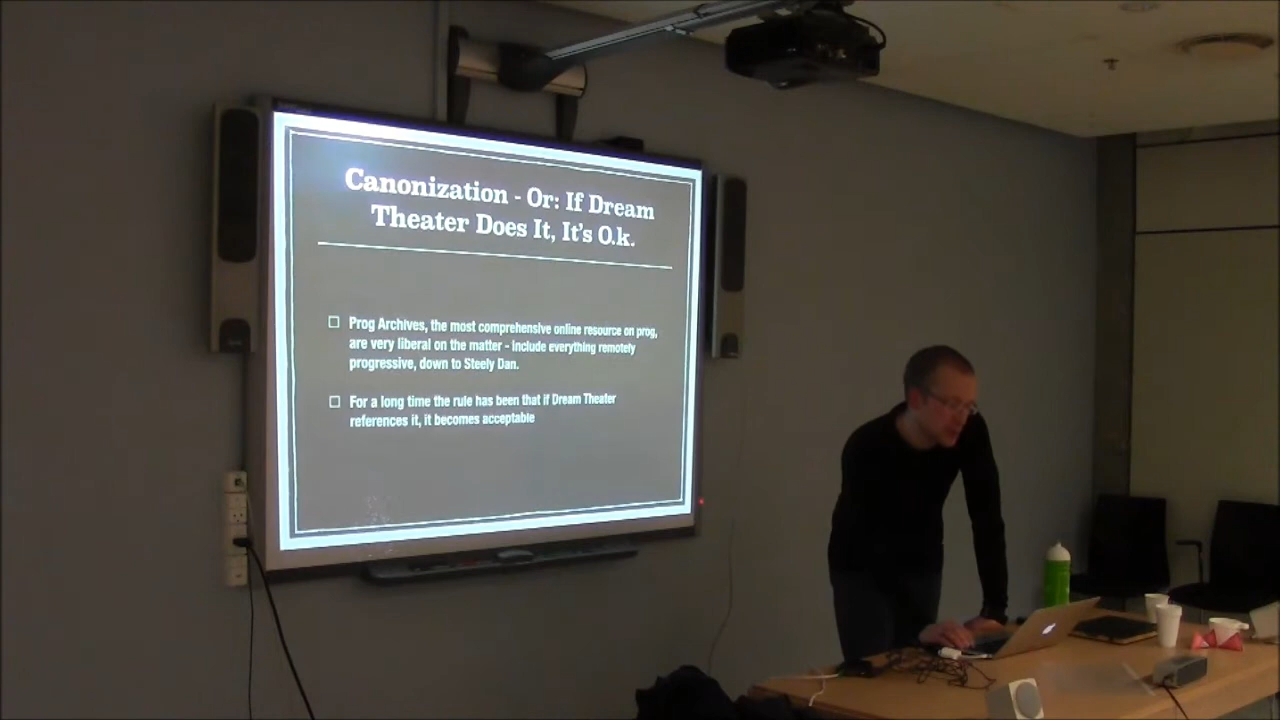 Canonization - Or: If Dream
Theater Does It, It's O.k.
Prog Archives, the most comprehensive online resource on prog,
are very liberal on the matter - include everything remotely
progressive, down to Steely Dan.
For a long time the rule has been that if Dream Theater
references it, it becomes acceptable